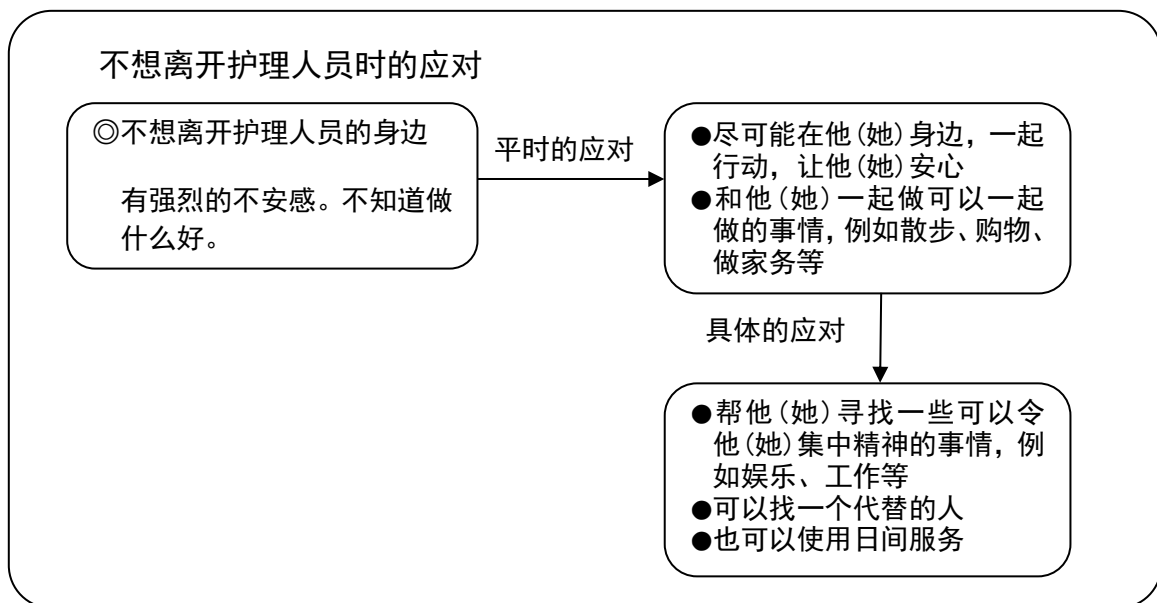 不想离开护理人员时的应对
◎不想离开护理人员的身边
有强烈的不安感。不知道做
什么好。
平时的应对
●尽可能在他(她)身边，一起
行动，让他(她)安心
●和他(她)一起做可以一起
做的事情，例如散步、购物、
做家务等
具体的应对
●帮他(她)寻找一些可以令
他(她)集中精神的事情，例
如娱乐、工作等
●可以找一个代替的人
●也可以使用日间服务